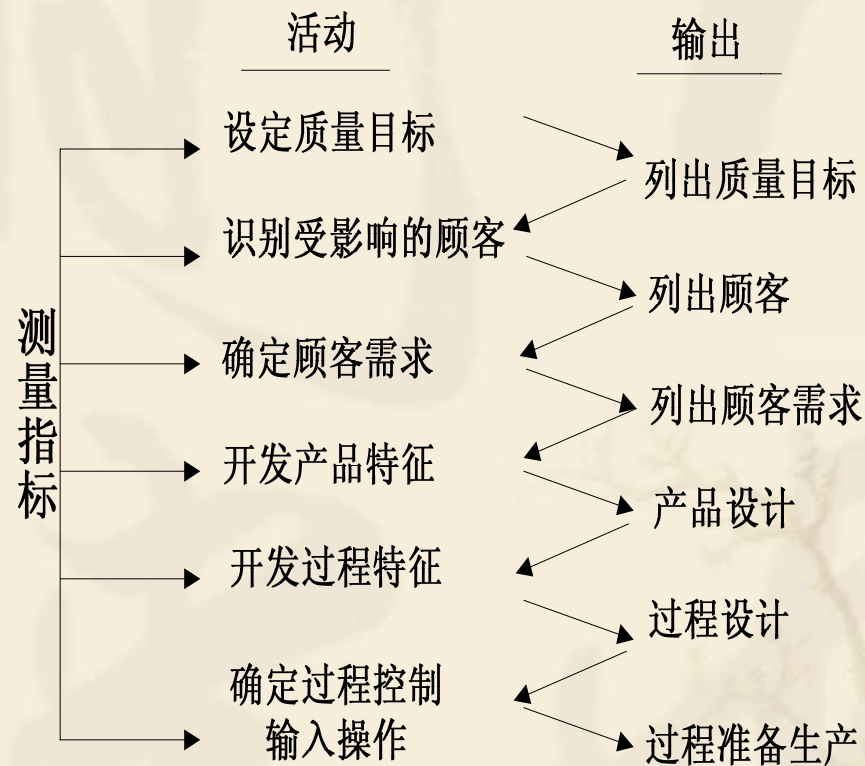 活动
输出
设定质量目标
列出质量目标
识别受影响的顾客
列出顾客
测量指标
确定顾客需求
列出顾客需求
开发产品特征
产品设计
开发过程特征
过程设计
确定过程控制
输入操作
过程准备生产